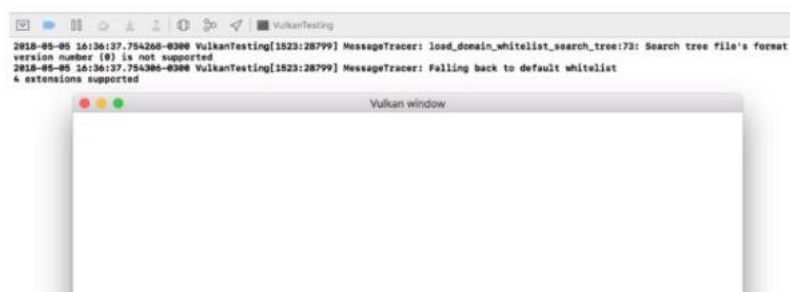 VulkanTesting
2018-05-05 16:36:37.754268-0300 VulkanTesting[1523:28799] MessageTracer: load_domain_whitelist_search_tree:73: Search tree file's format
version number (0) is not supported
2018-05-05 16:36:37.754306-0300 VulkanTesting[1523:28799] MessageTracer: Falling back to default whitelist
4 extensions supported
Vulkan window